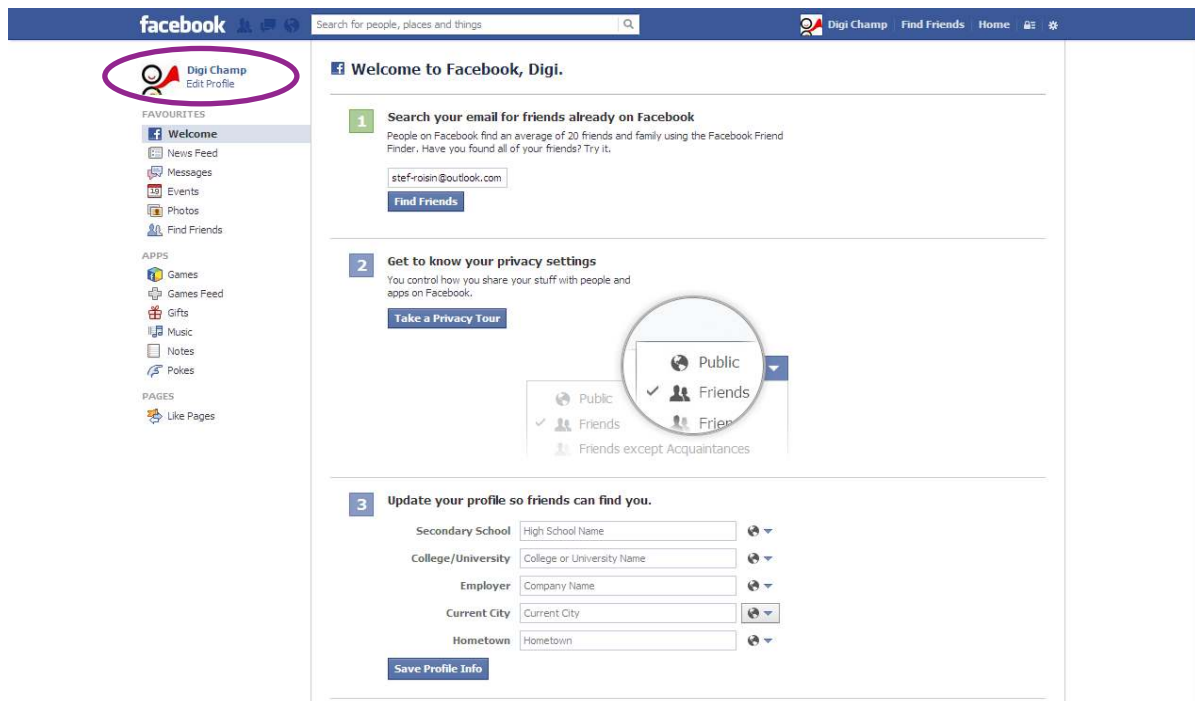 facebook
Search for people, places and things
Digi Champ
Find Friends
Home
Digi Champ
Edit Profile
FAVOURITES
Welcome
News Feed
Messages
19
Events
Photos
Find Friends
APPS
Games
Games Feed
Gifts
Music
Notes
Pokes
PAGES
Like Pages
Welcome to Facebook, Digi.
1
Search your email for friends already on Facebook
People on Facebook find an average of 20 friends and family using the Facebook Friend
Finder. Have you found all of your friends? Try it.
stef-roisin@outlook.com
Find Friends
2
Get to know your privacy settings
You control how you share your stuff with people and
apps on Facebook.
Take a Privacy Tour
Public
Friends
Frien
Public
Friends
Friends except Acquaintances
3
Update your profile so friends can find you.
Secondary School High School Name
College/University College or University Name
Employer Company Name
Current City Current City
Hometown Hometown
Save Profile Info